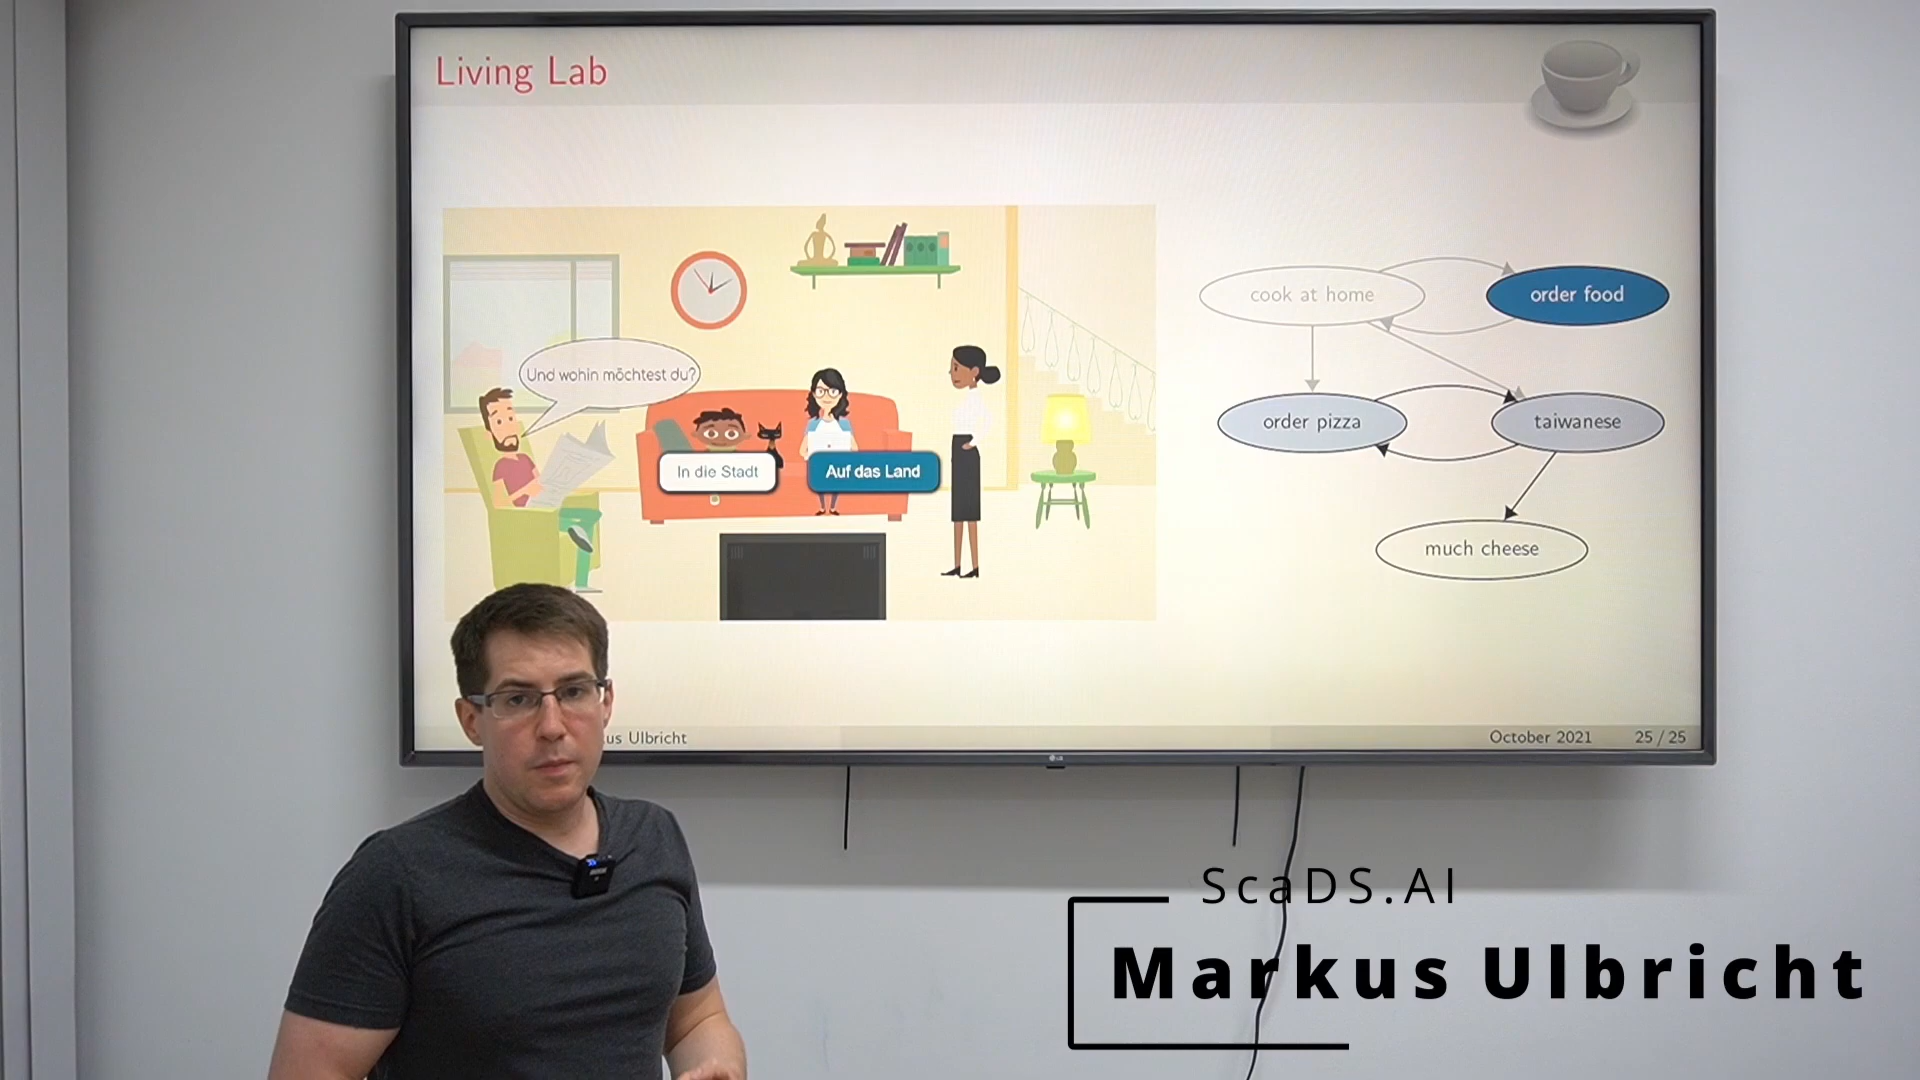 Living Lab
Und wohin möchtest du?
In die Stadt
Auf das Land
cook at home
order food
order pizza
taiwanese
much cheese
us Ulbricht
October 2021
25 / 25
LG
ScaDS.AI
Markus Ulbricht